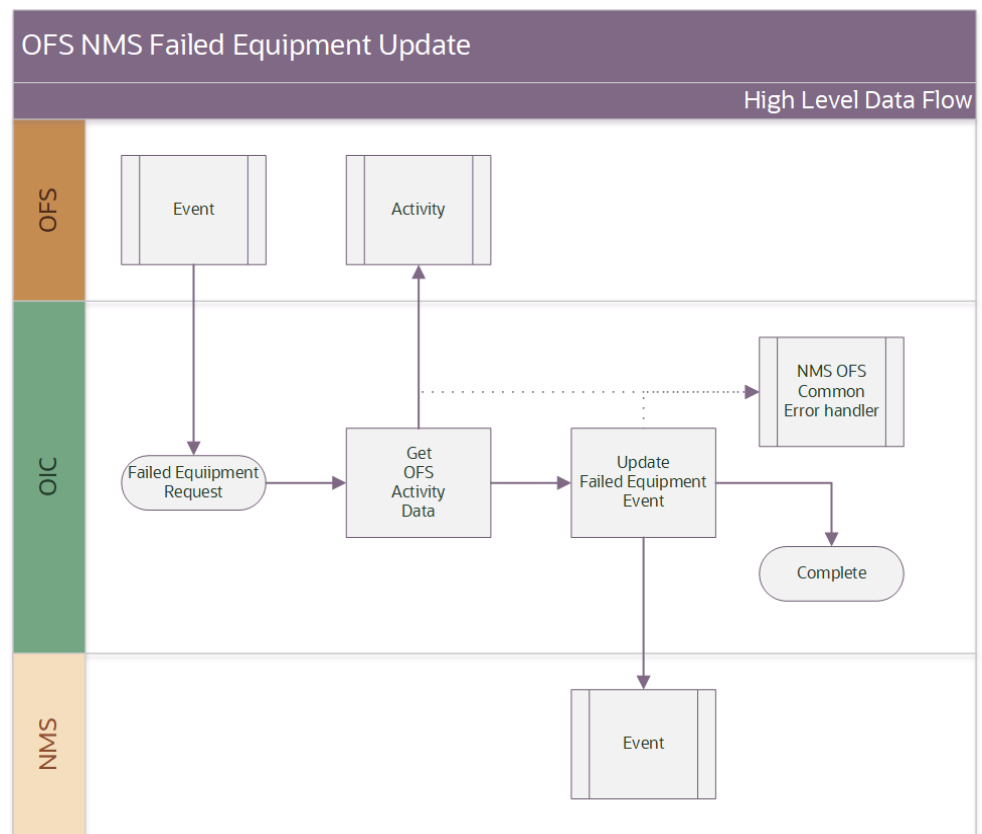 OFS NMS Failed Equipment Update
High Level Data Flow
OFS
Event
Activity
OIC
NMS OFS
Common
Error handler
Failed Equiipment
Request
Get
OFS
Activity
Data
Update
Failed Equipment
Event
Complete
NMS
Event